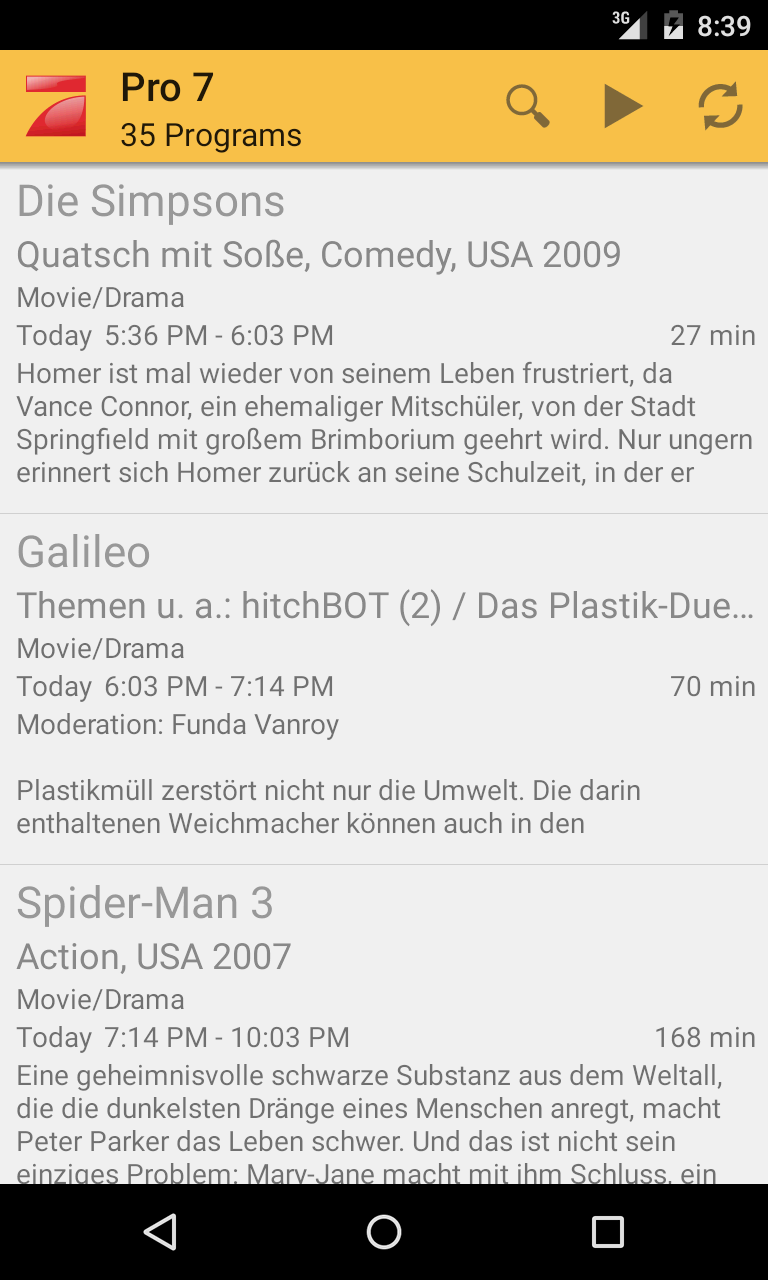 3G 8:39
Pro 7
35 Programs
Die Simpsons
Quatsch mit Soße, Comedy, USA 2009
Movie/Drama
Today 5:36 PM - 6:03 PM 27 min
Homer ist mal wieder von seinem Leben frustriert, da
Vance Connor, ein ehemaliger Mitschüler, von der Stadt
Springfield mit großem Brimborium geehrt wird. Nur ungern
erinnert sich Homer zurück an seine Schulzeit, in der er
Galileo
Themen u. a.: hitchBOT (2) / Das Plastik-Due…
Movie/Drama
Today 6:03 PM - 7:14 PM 70 min
Moderation: Funda Vanroy
Plastikmüll zerstört nicht nur die Umwelt. Die darin
enthaltenen Weichmacher können auch in den
Spider-Man 3
Action, USA 2007
Movie/Drama
Today 7:14 PM - 10:03 PM 168 min
Eine geheimnisvolle schwarze Substanz aus dem Weltall,
die die dunkelsten Dränge eines Menschen anregt, macht
Peter Parker das Leben schwer. Und das ist nicht sein
einziges Problem: Mary-Jane macht mit ihm Schluss, ein